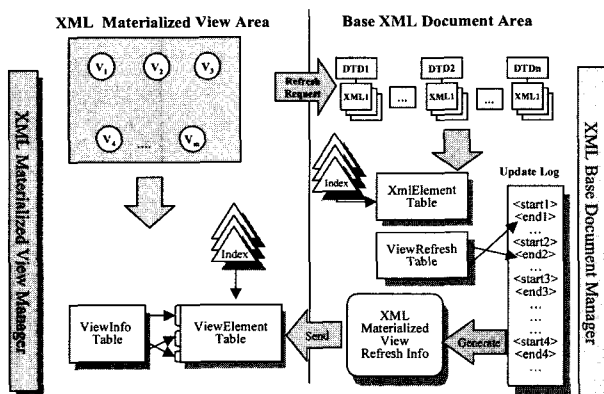 XML Materialized View Area
Base XML Document Area
XML Materialized View Manager
V1
V2
V3
V4
....
Vm
Refresh
Request
DTD1
DTD2
DTDn
XML1
...
XML1
...
XML1
XML Base Document Manager
Index
XmlElement
Table
Update Log
<start1>
<end1>
...
<start2>
<end2>
...
<start3>
<end3>
...
...
...
<start4>
<end4>
...
ViewRefresh
Table
Index
ViewInfo
Table
ViewElement
Table
Send
XML
Materialized
View
Refresh Info
Generate